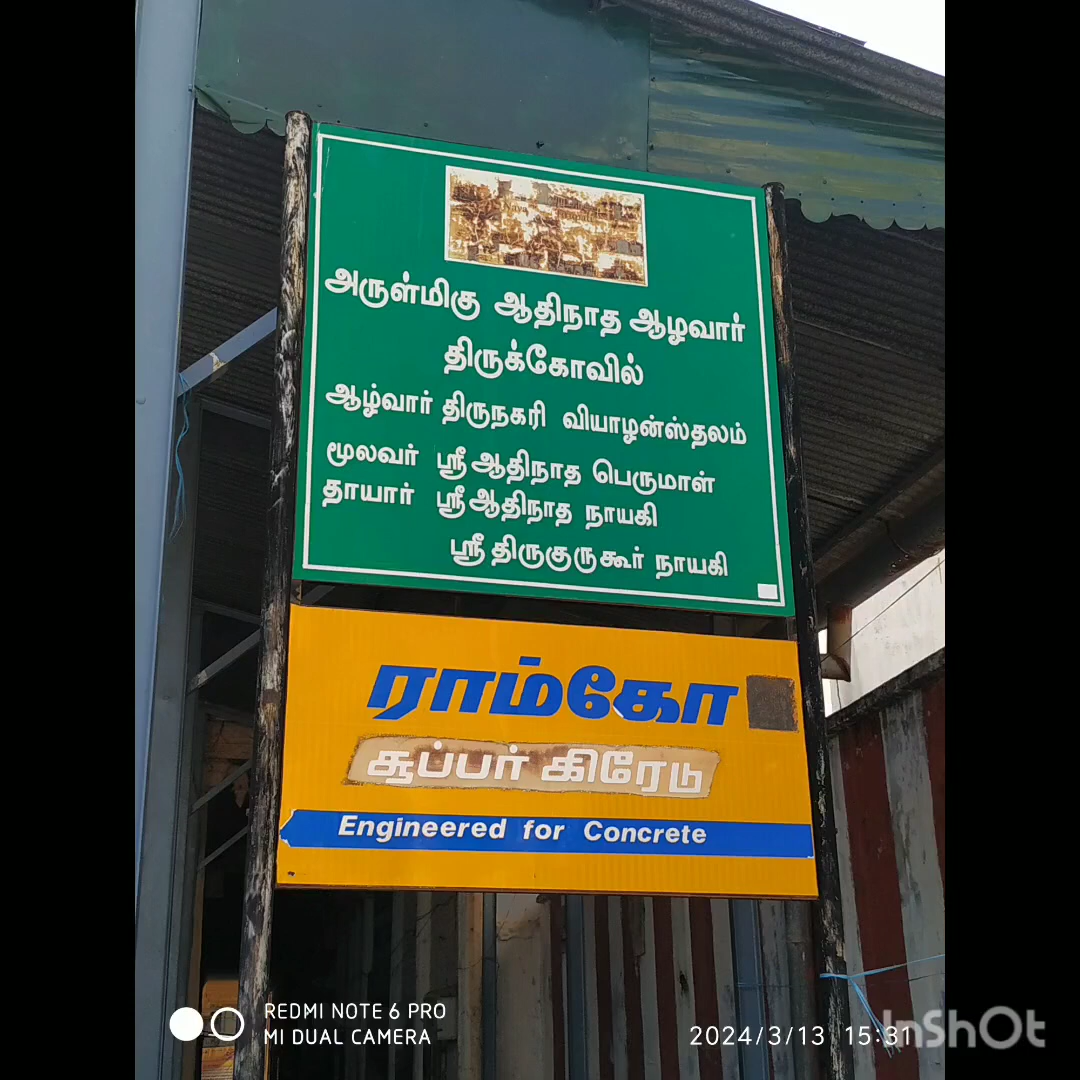 அருள்மிகு ஆதிநாத ஆழவார்
திருக்கோவில்
ஆழ்வார் திருநகரி வியாழன்ஸ்தலம்
மூலவர் ஸ்ரீ ஆதிநாத பெருமாள்
தாயார் ஸ்ரீ ஆதிநாத நாயகி
ஸ்ரீ திருகுருகூர் நாயகி
ராம்கோ
சூப்பர் கிரேடு
Engineered for Concrete
REDMI NOTE 6 PRO
MI DUAL CAMERA
2024/3/13 15:31
InShOt